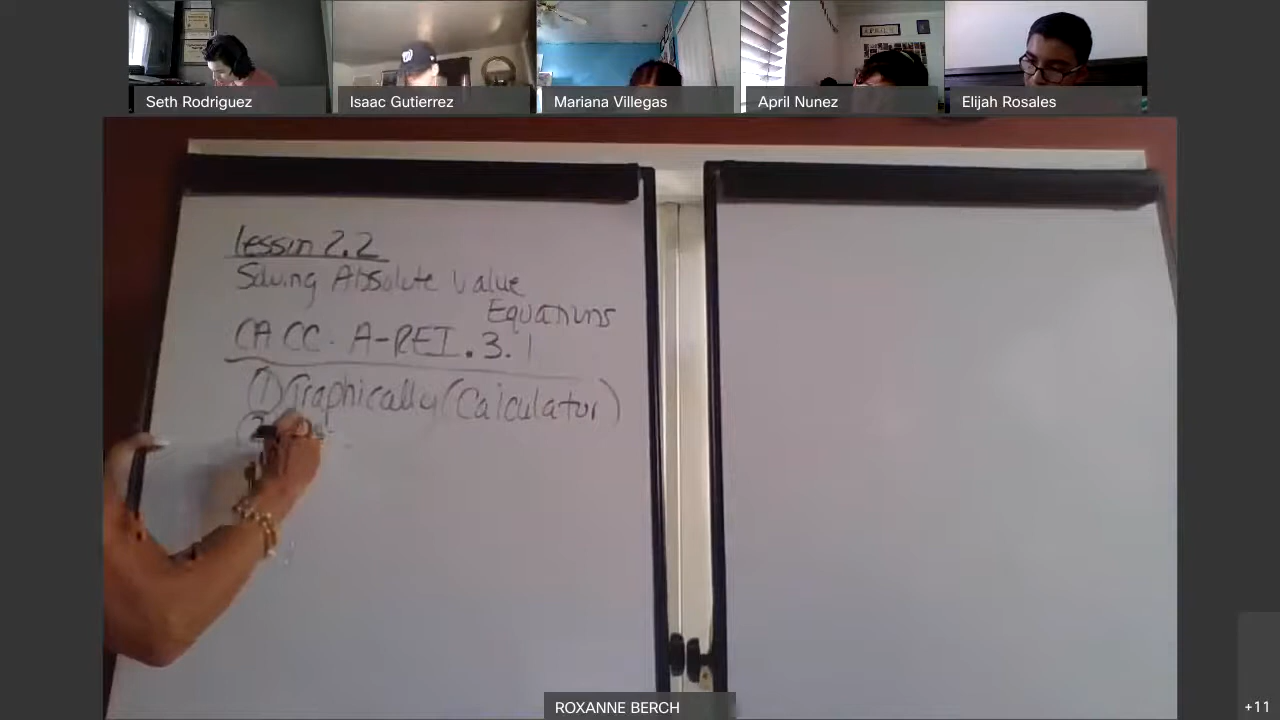 Seth Rodriguez
Isaac Gutierrez
Mariana Villegas
April Nunez
Elijah Rosales
lesson 2.2
Solving Absolute Value
Equations
CA CC. A-REI.3.1
① Graphically (Calculator)
②
ROXANNE BERCH
+11